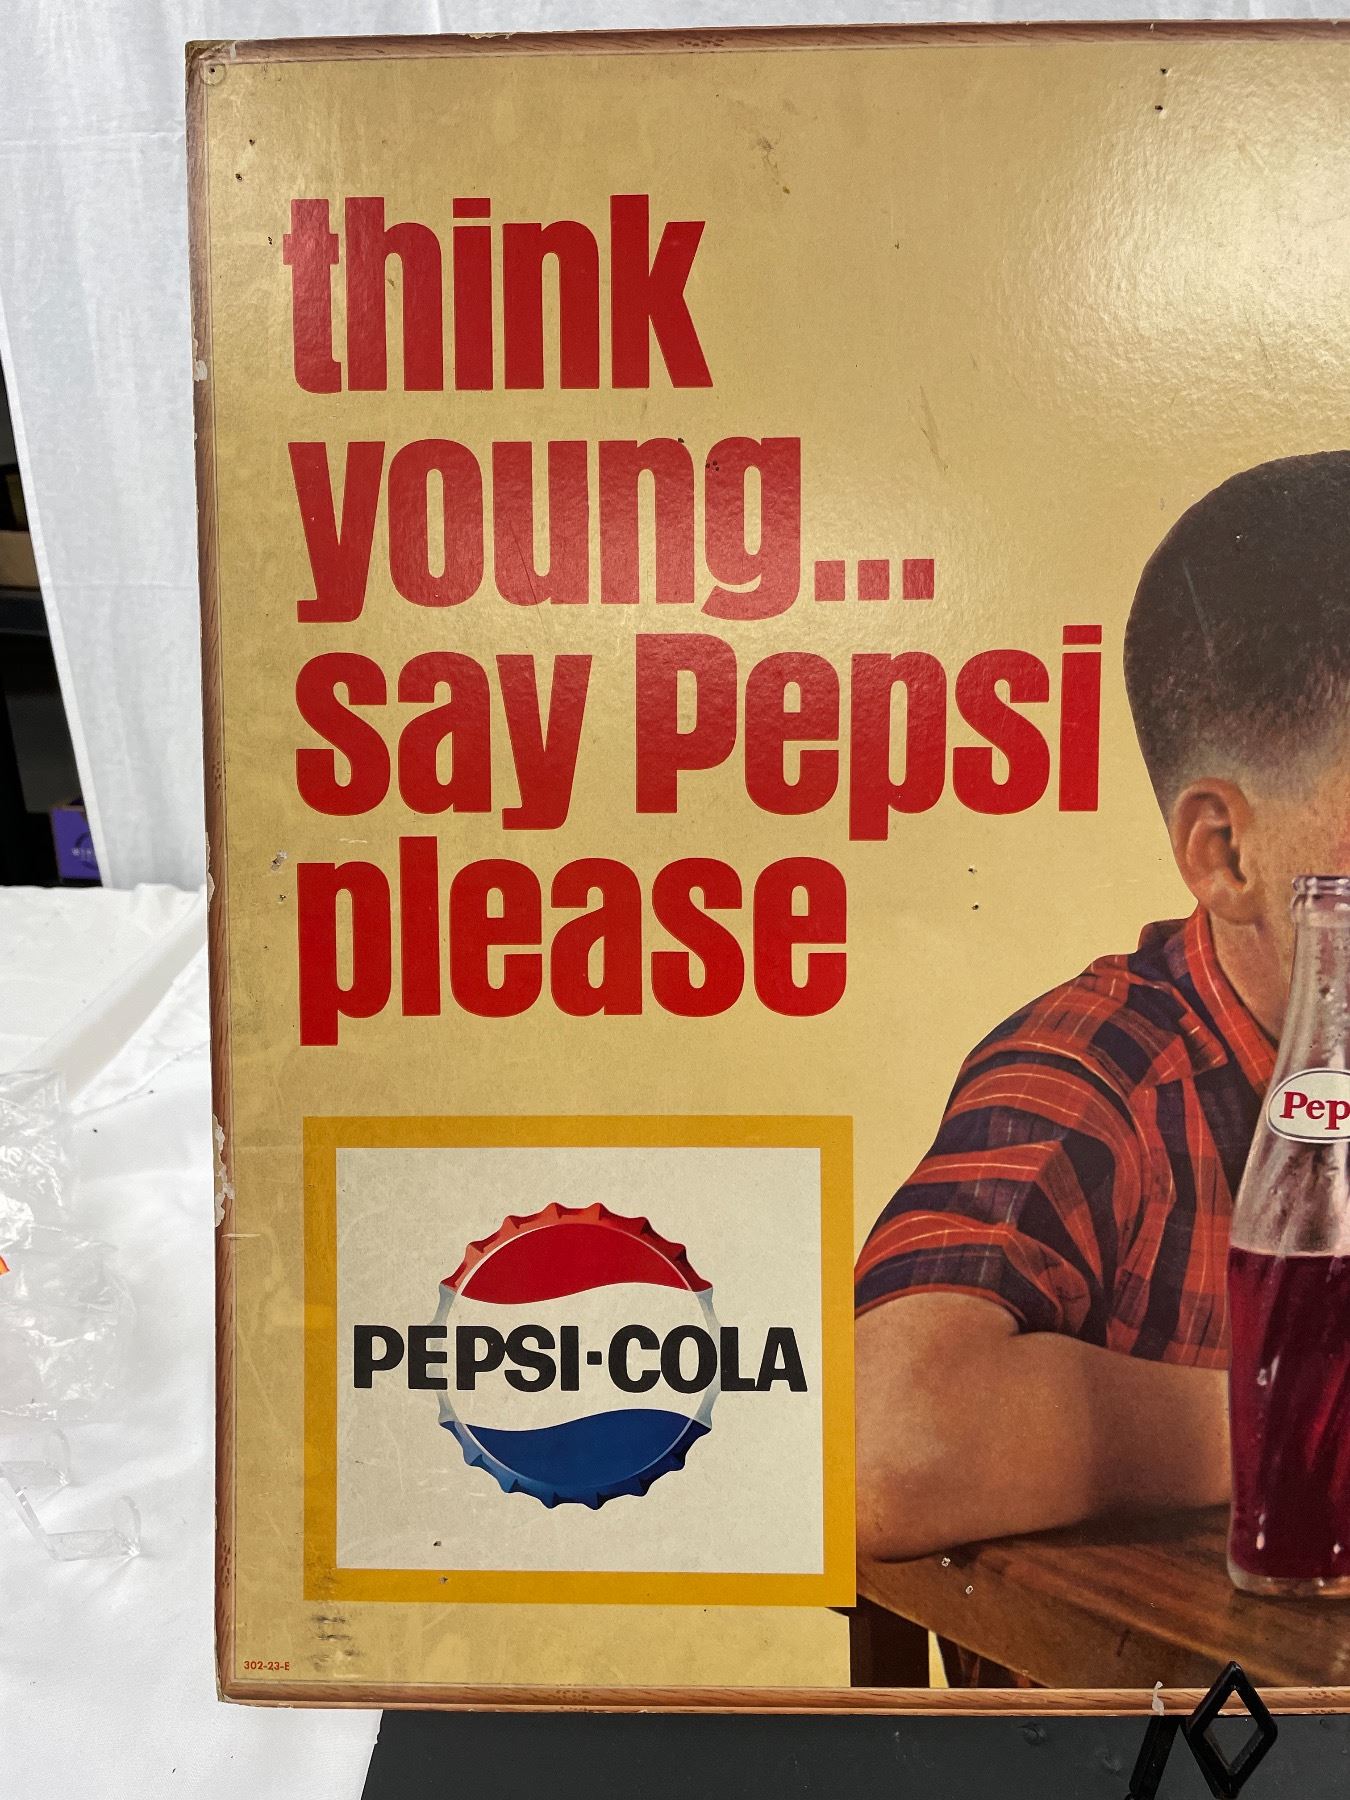 think
young...
say Pepsi
please
PEPSI·COLA
Pep
302-23-E